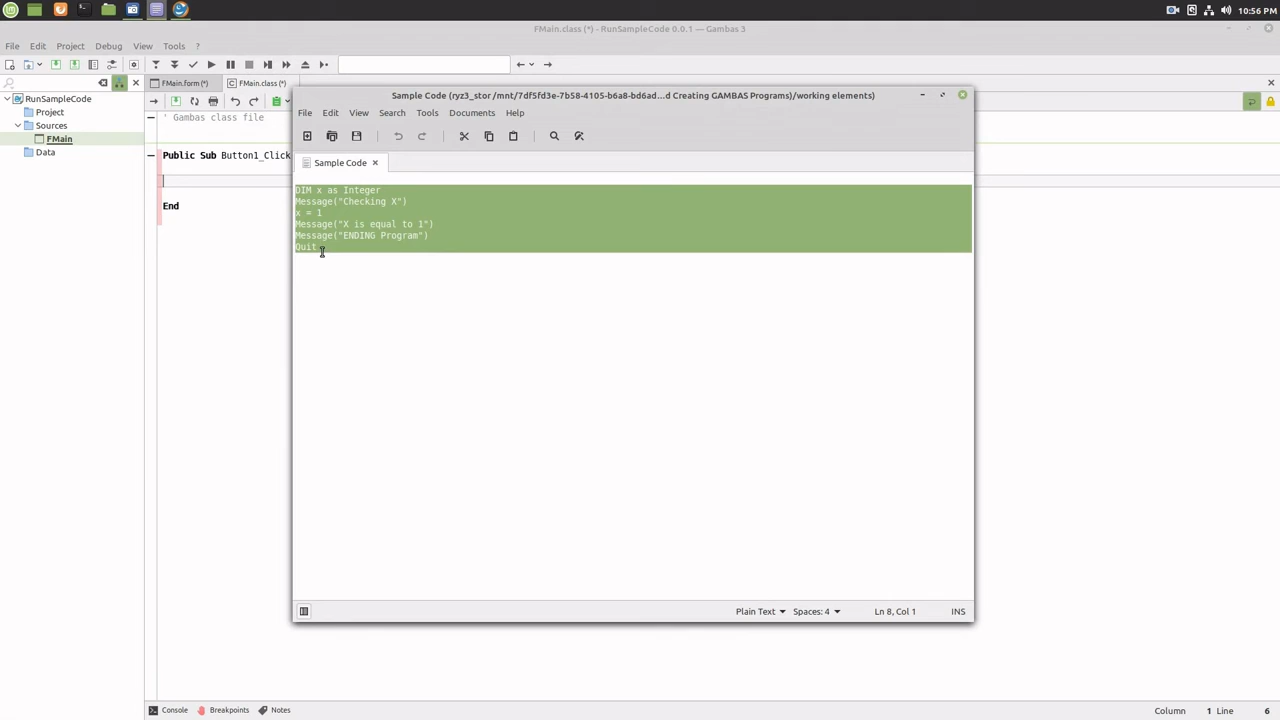 10:56 PM
FMain.class (*) - RunSampleCode 0.0.1 — Gambas 3
File Edit Project Debug View Tools ?
RunSampleCode
Project
Sources
FMain
Data
FMain.form (*)
FMain.class (*)
' Gambas class file
Public Sub Button1_Click
End
Sample Code (ryz3_stor /mnt/7df5fd3e-7b58-4105-b6a8-bd6ad...d Creating GAMBAS Programs)/working elements)
File Edit View Search Tools Documents Help
Sample Code
DIM x as Integer
Message("Checking X")
x = 1
Message("X is equal to 1")
Message("ENDING Program")
Quit
Plain Text Spaces: 4 Ln 8, Col 1 INS
Console Breakpoints Notes Column 1 Line 6